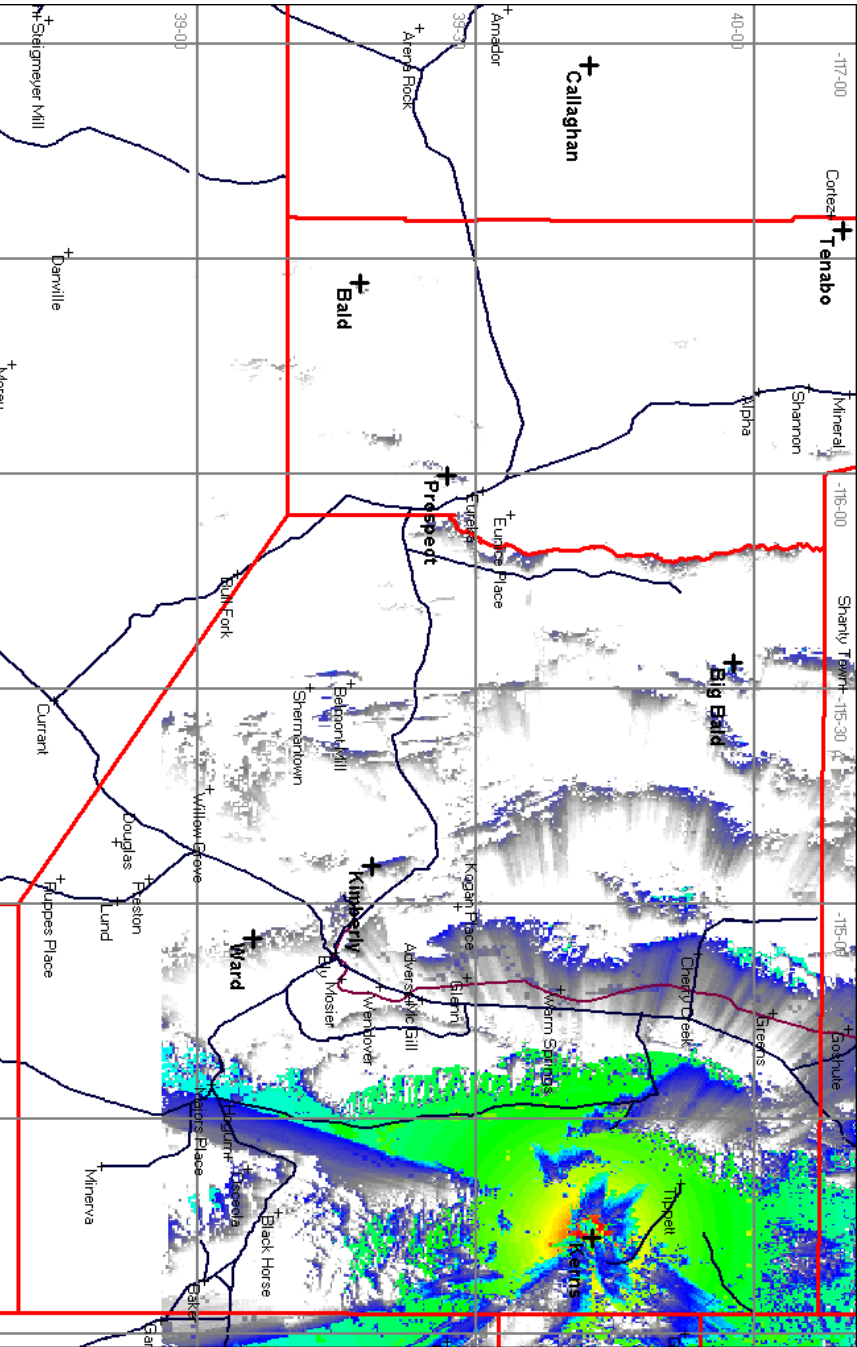 -117-00
40-00
39-30
39-00
Amador
Arena Rock
Steigmeyer Mill
Callaghan
Cortez
Tenabo
Danville
Bald
Mineral
Shannon
Alpha
-116-00
Prospect
Eureka
Eunice Place
Bull Fork
Shanty Town
-115-30
Big Bald
Belmont Mill
Shermantown
Currant
Willow Grove
Douglas
Preston
Lund
Ruppes Place
Kimberly
Kogan Place
-115-00
Ward
Ely
Mosier
Wendover
Adverse
McGill
Glenn
Warm Springs
Cherry Creek
Greens
Goshute
Majors Place
Hogum
Osceola
Minerva
Black Horse
Tippett
Kerns
Baker